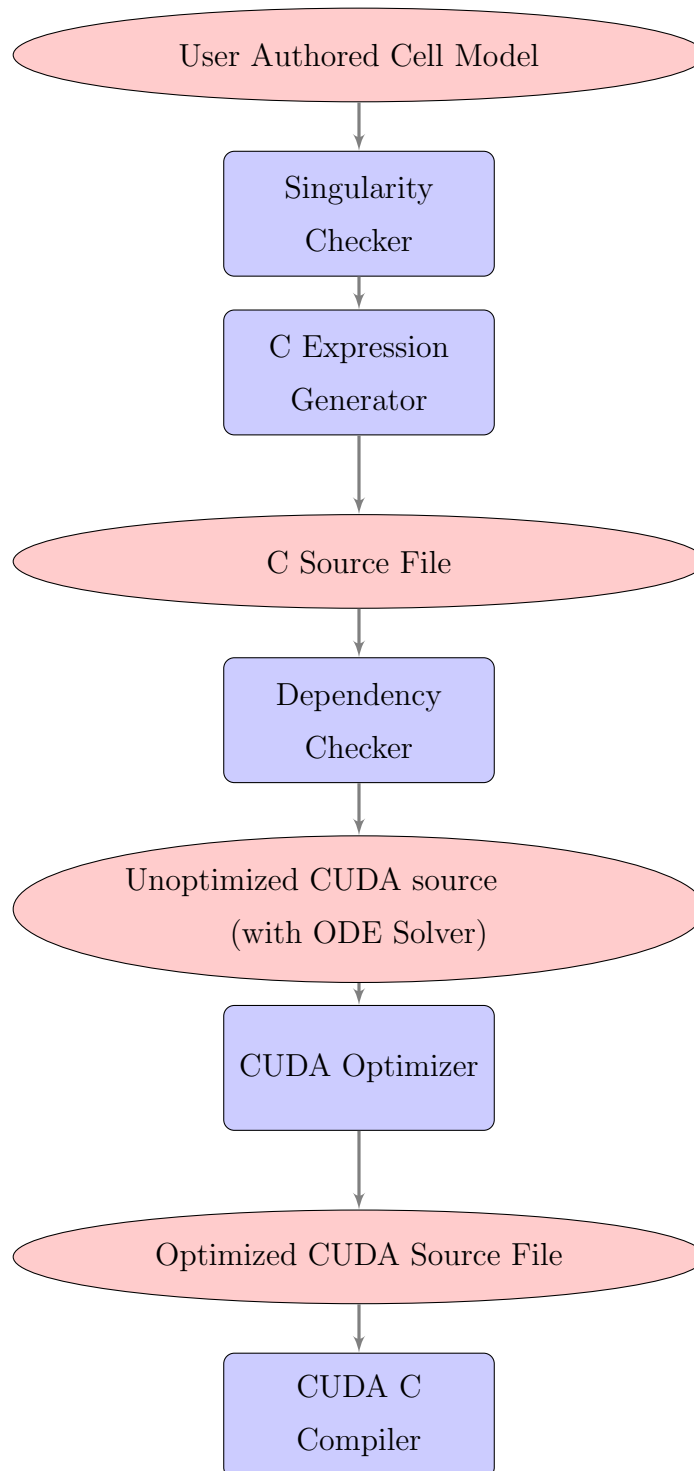 User Authored Cell Model
Singularity
Checker
C Expression
Generator
C Source File
Dependency
Checker
Unoptimized CUDA source
(with ODE Solver)
CUDA Optimizer
Optimized CUDA Source File
CUDA C
Compiler